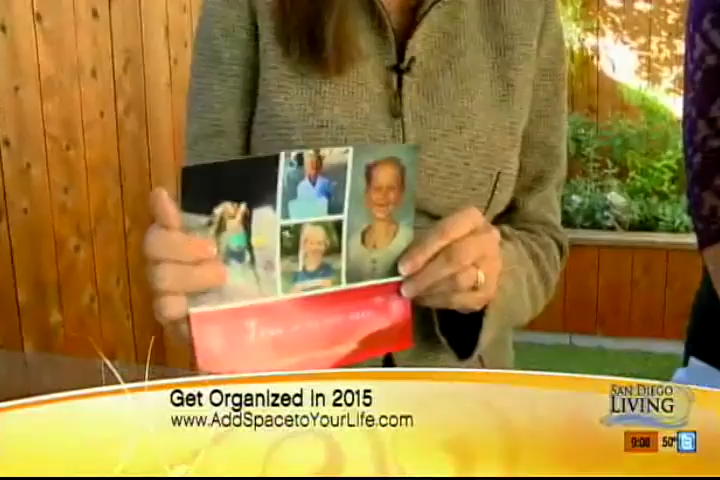 Get Organized in 2015
www.AddSpacetoYourLife.com
SAN DIEGO
LIVING
9:08 50°